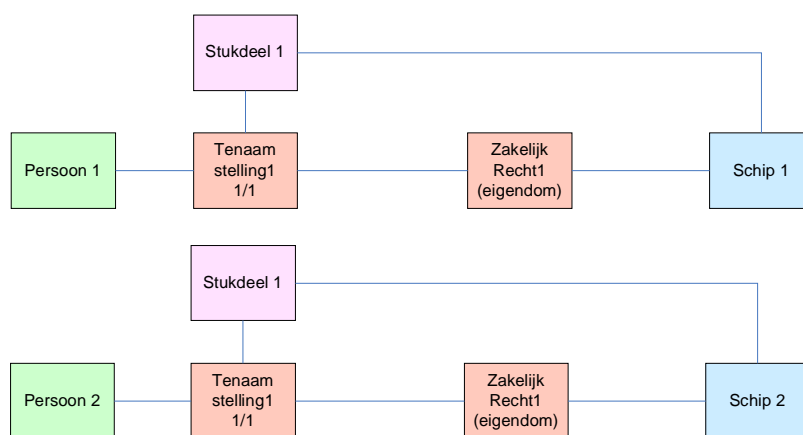 Stukdeel 1
Persoon 1
Tenaam
stelling1
1/1
Zakelijk
Recht1
(eigendom)
Schip 1
Stukdeel 1
Persoon 2
Tenaam
stelling1
1/1
Zakelijk
Recht1
(eigendom)
Schip 2